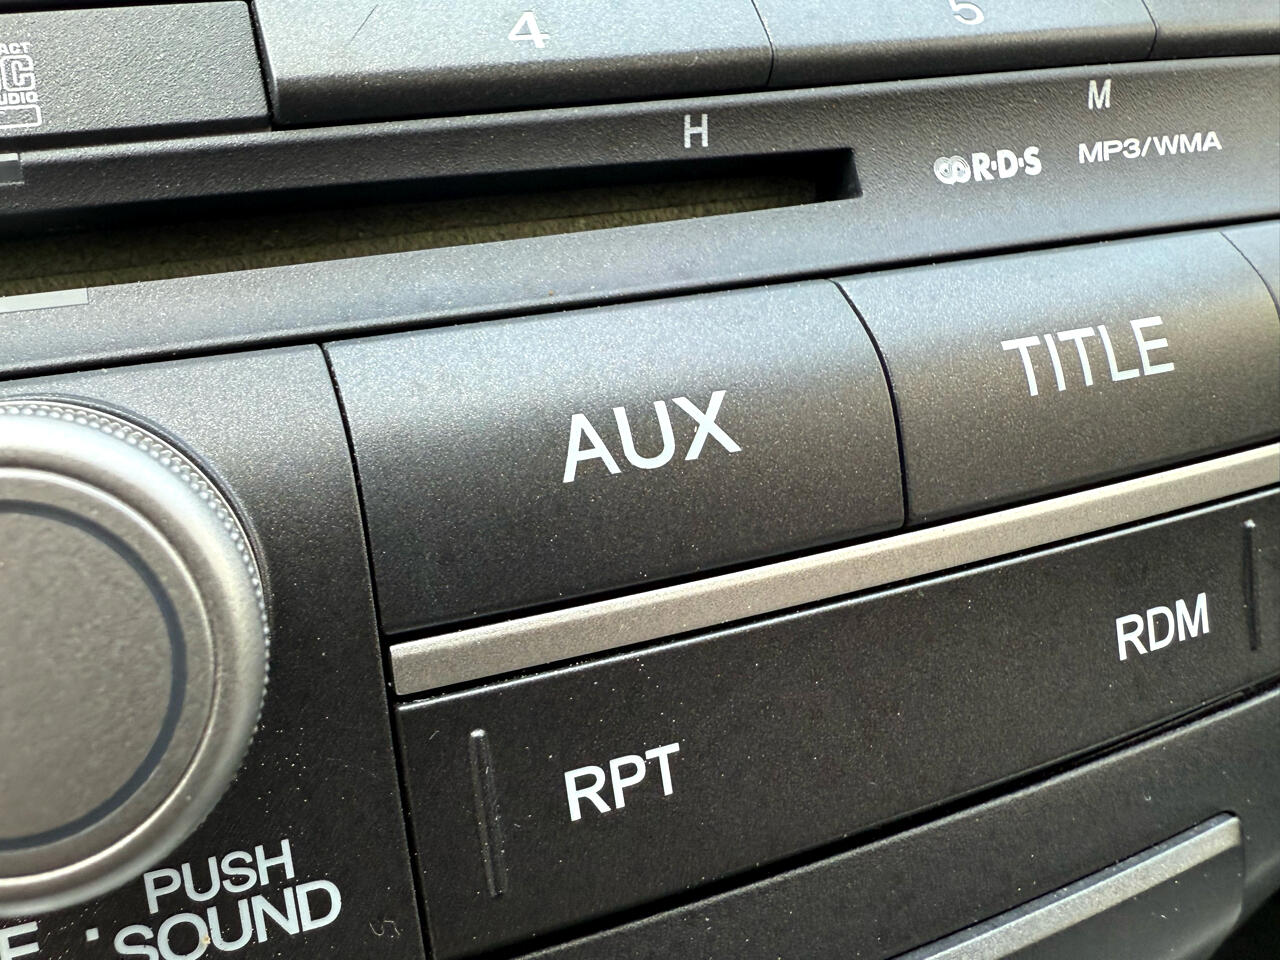 4
5
H
M
R·D·S
MP3/WMA
AUX
TITLE
RDM
RPT
PUSH
SOUND